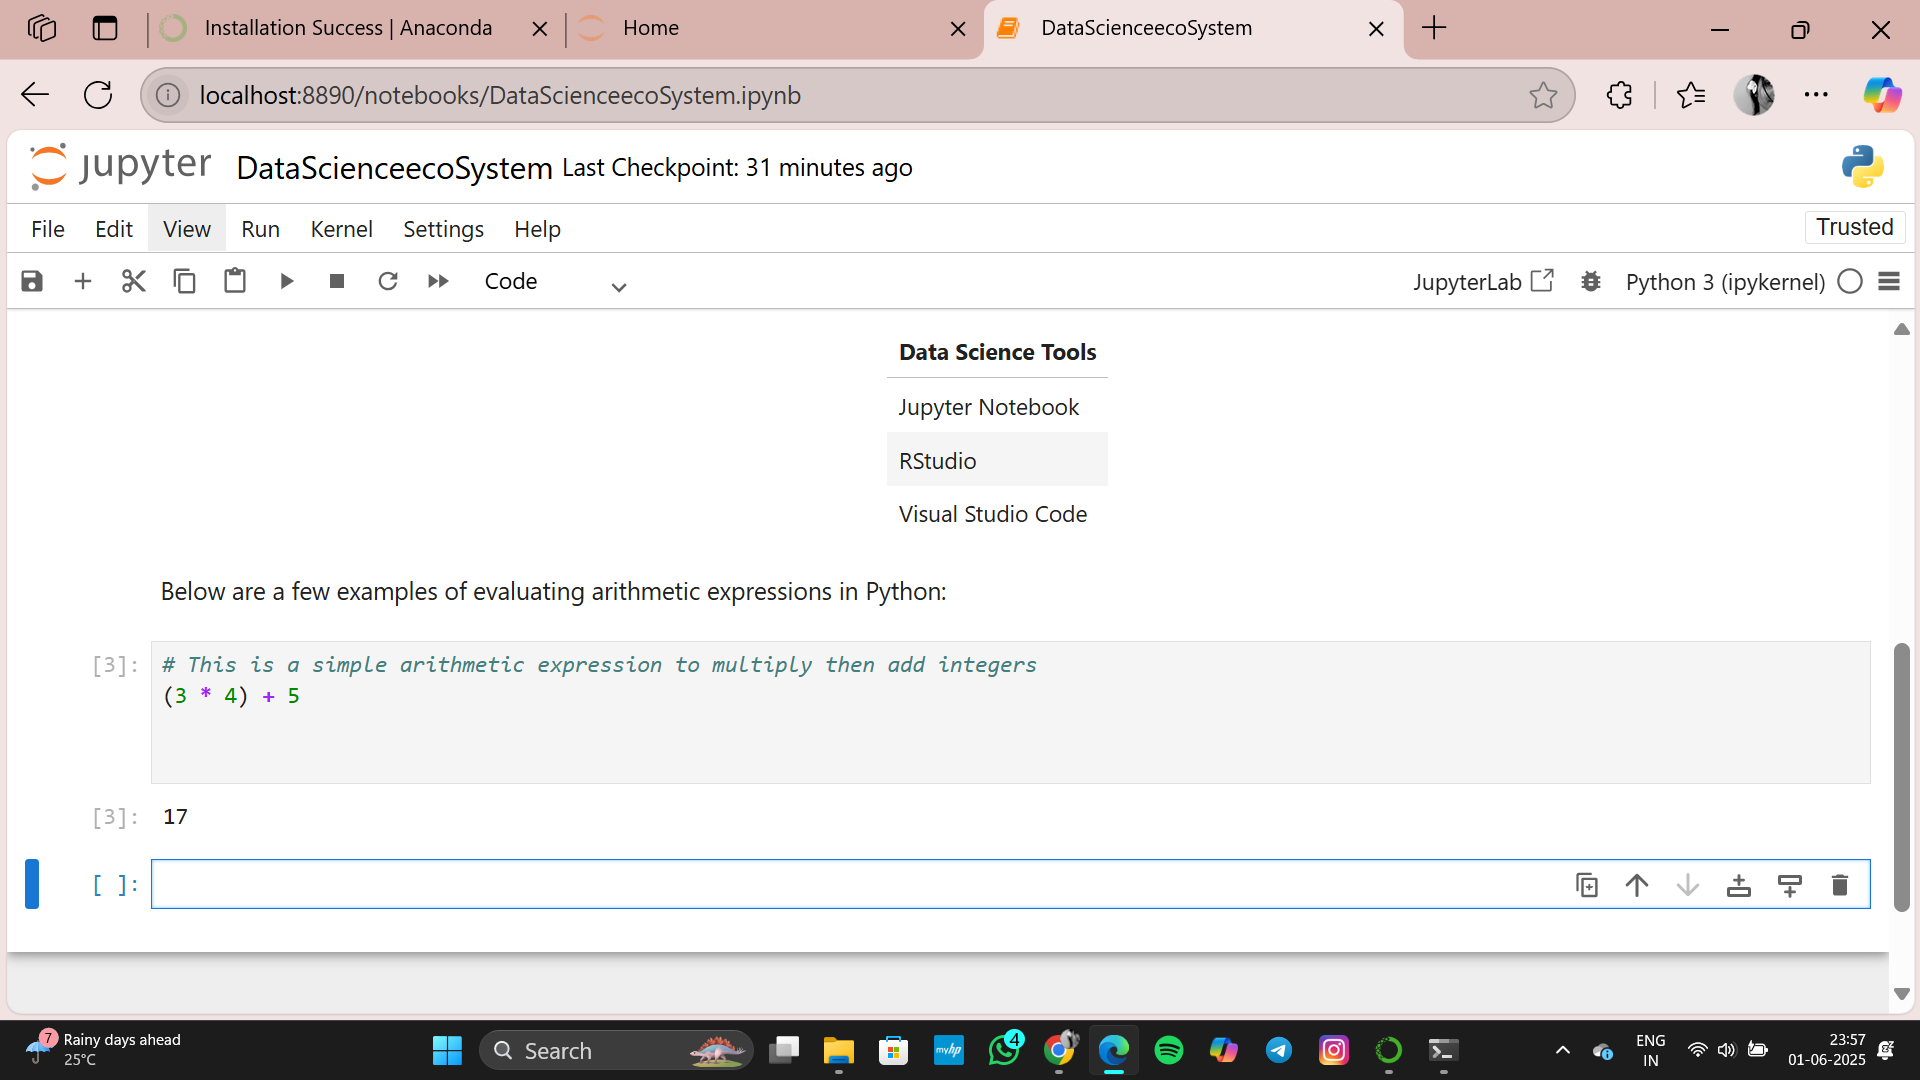 Installation Success | Anaconda
Home
DataScienceecoSystem
localhost:8890/notebooks/DataScienceecoSystem.ipynb
jupyter DataScienceecoSystem Last Checkpoint: 31 minutes ago
File Edit View Run Kernel Settings Help
Trusted
Code
JupyterLab
Python 3 (ipykernel)
Data Science Tools
Jupyter Notebook
RStudio
Visual Studio Code
Below are a few examples of evaluating arithmetic expressions in Python:
[3]: # This is a simple arithmetic expression to multiply then add integers
(3 * 4) + 5
[3]: 17
[ ]:
7
Rainy days ahead
25°C
Search
myhp
4
ENG
IN
23:57
01-06-2025